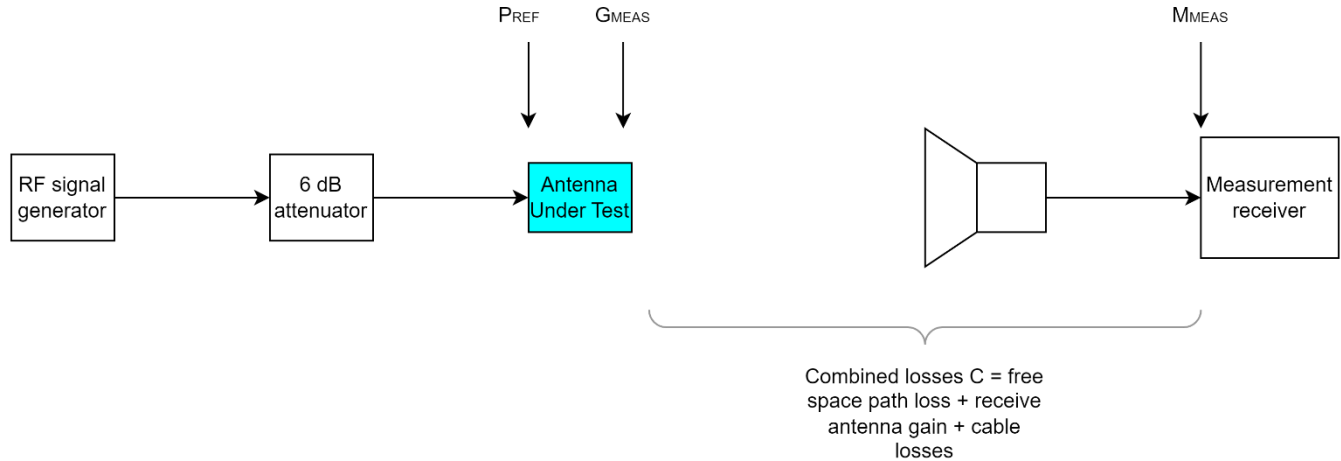 PREF
GMEAS
MMEAS
RF signal
generator
6 dB
attenuator
Antenna
Under Test
Measurement
receiver
Combined losses C = free
space path loss + receive
antenna gain + cable
losses